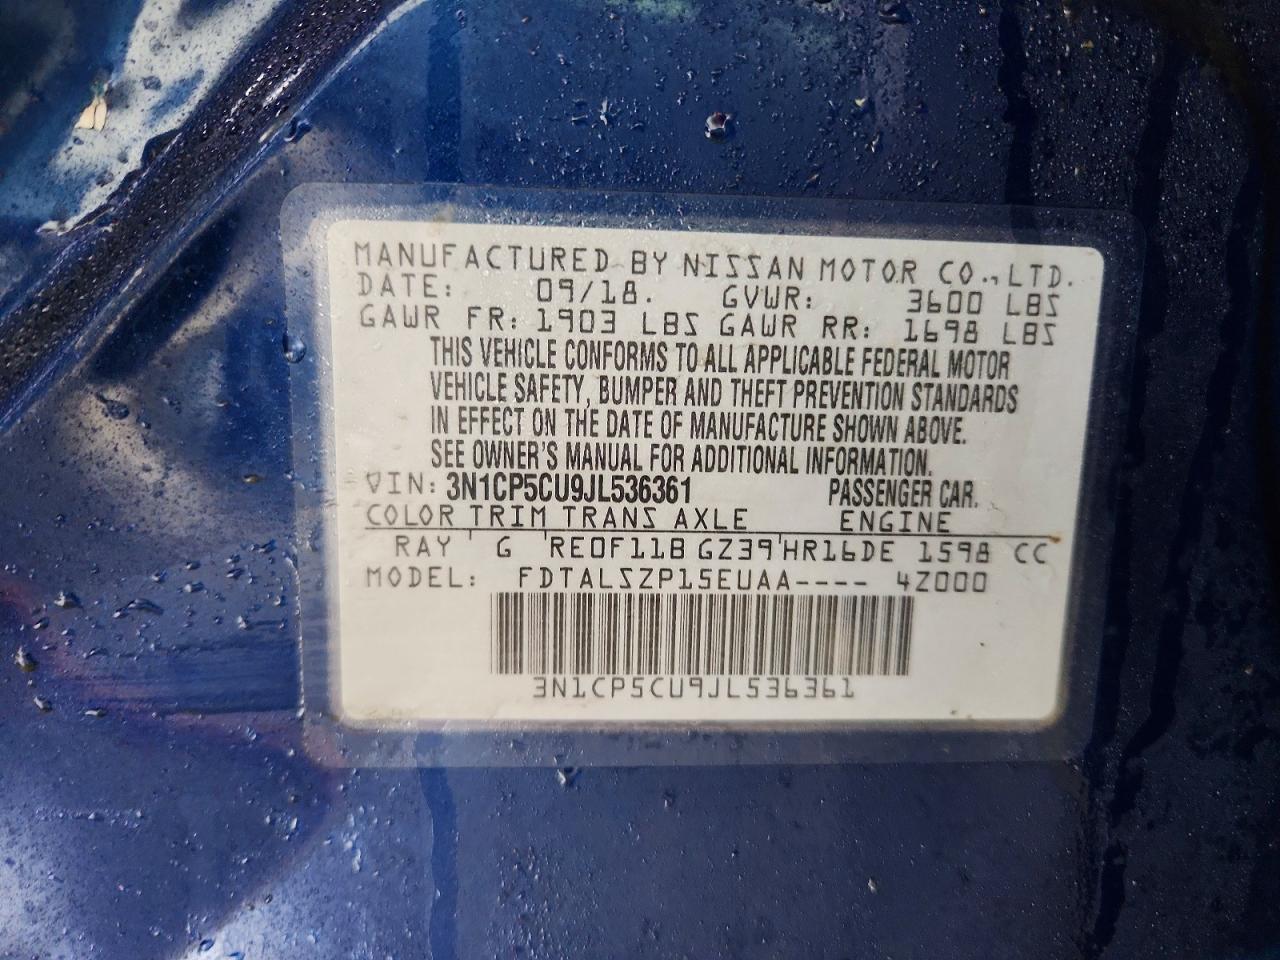 MANUFACTURED BY NISSAN MOTOR CO., LTD.
DATE: 09/18. GVWR: 3600 LBS
GAWR FR: 1903 LBS GAWR RR: 1698 LBS
THIS VEHICLE CONFORMS TO ALL APPLICABLE FEDERAL MOTOR
VEHICLE SAFETY, BUMPER AND THEFT PREVENTION STANDARDS
IN EFFECT ON THE DATE OF MANUFACTURE SHOWN ABOVE.
SEE OWNER'S MANUAL FOR ADDITIONAL INFORMATION.
VIN: 3N1CP5CU9JL536361 PASSENGER CAR.
COLOR TRIM TRANS AXLE ENGINE
RAY ' G ' RE0F11B GZ39 ' HR16DE 1598 CC
MODEL: FDTALSZP15EUAA---- 4Z000
3N1CP5CU9JL536361